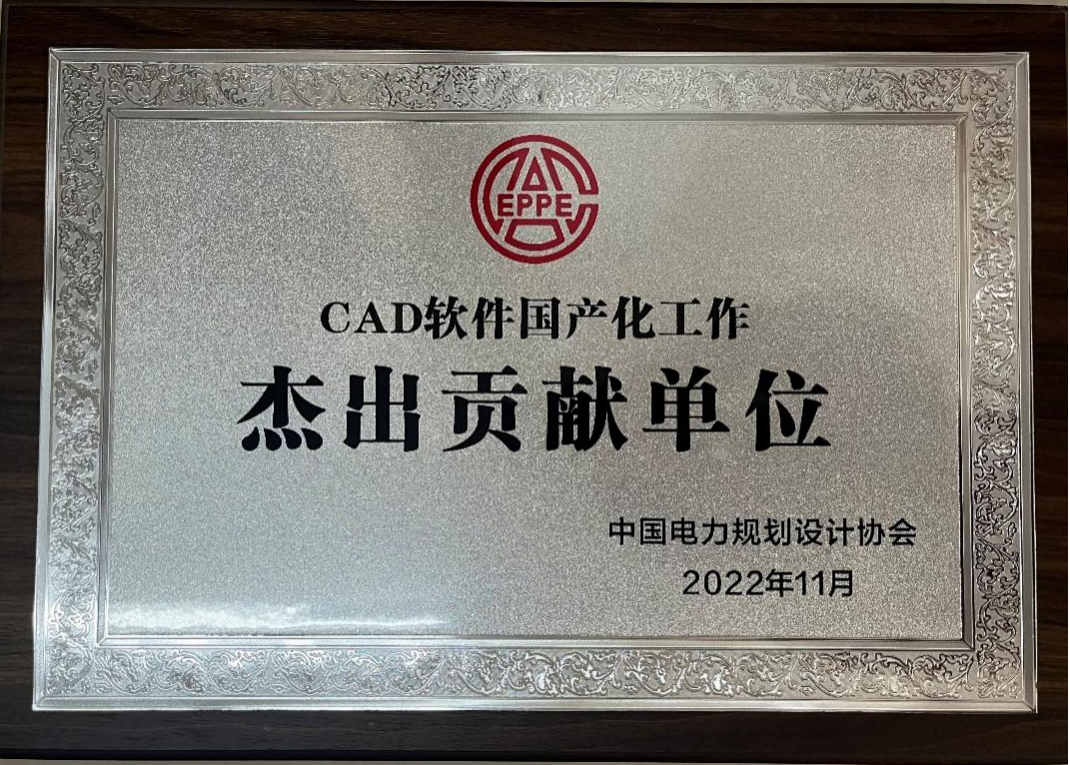 EPPE
CAD软件国产化工作
杰出贡献单位
中国电力规划设计协会
2022年11月